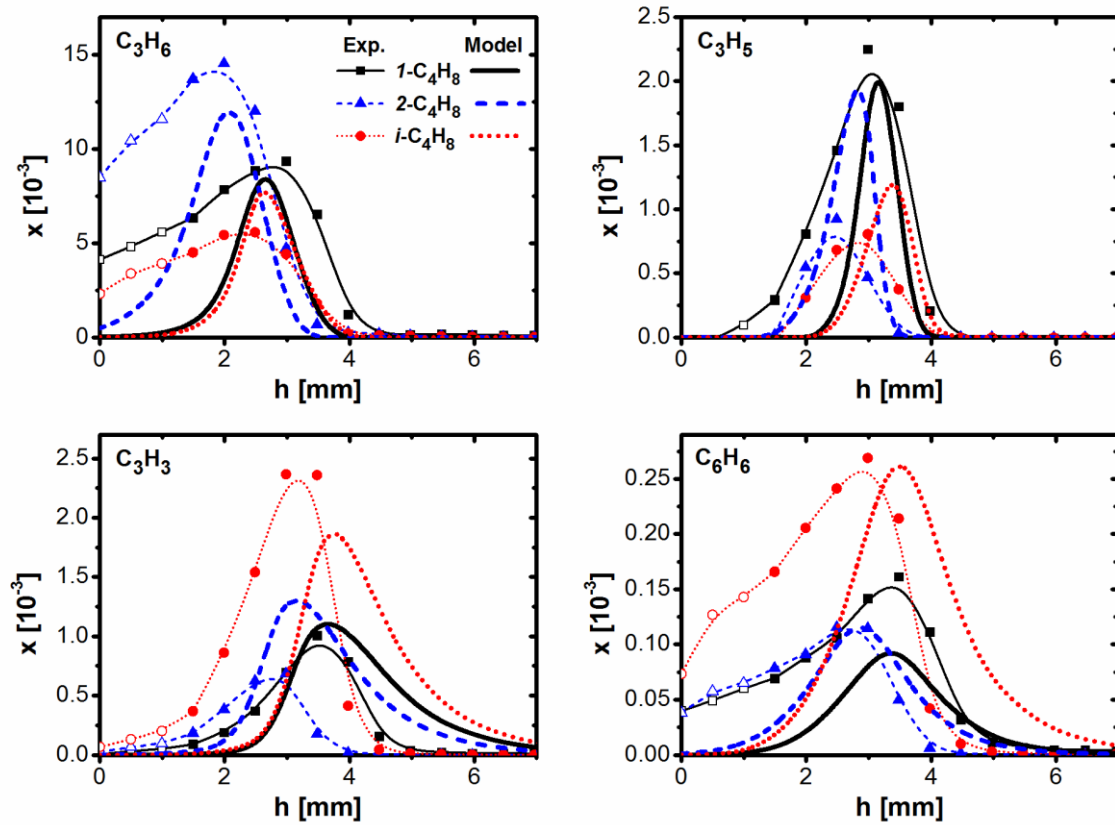 C3H6
Exp. Model
1-C4H8
2-C4H8
i-C4H8
x [10-3]
15
10
5
0
0 2 4 6
h [mm]
C3H5
x [10-3]
2.5
2.0
1.5
1.0
0.5
0.0
0 2 4 6
h [mm]
C3H3
x [10-3]
2.5
2.0
1.5
1.0
0.5
0.0
0 2 4 6
h [mm]
C6H6
x [10-3]
0.25
0.20
0.15
0.10
0.05
0.00
0 2 4 6
h [mm]